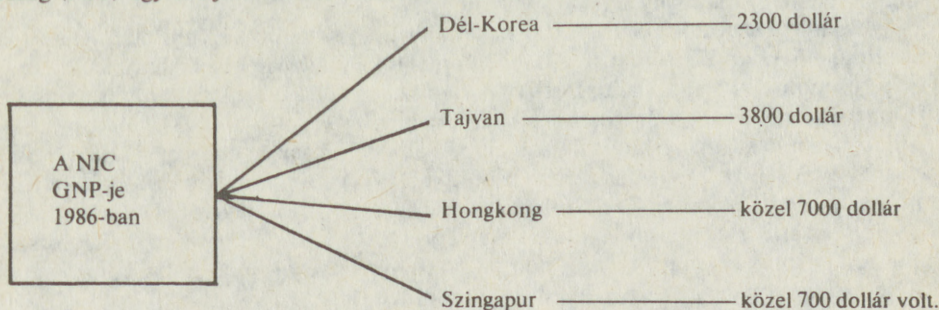 Dél-Korea 2300 dollár
Tajvan 3800 dollár
A NIC
GNP-je
1986-ban
Hongkong közel 7000 dollár
Szingapur közel 700 dollár volt.